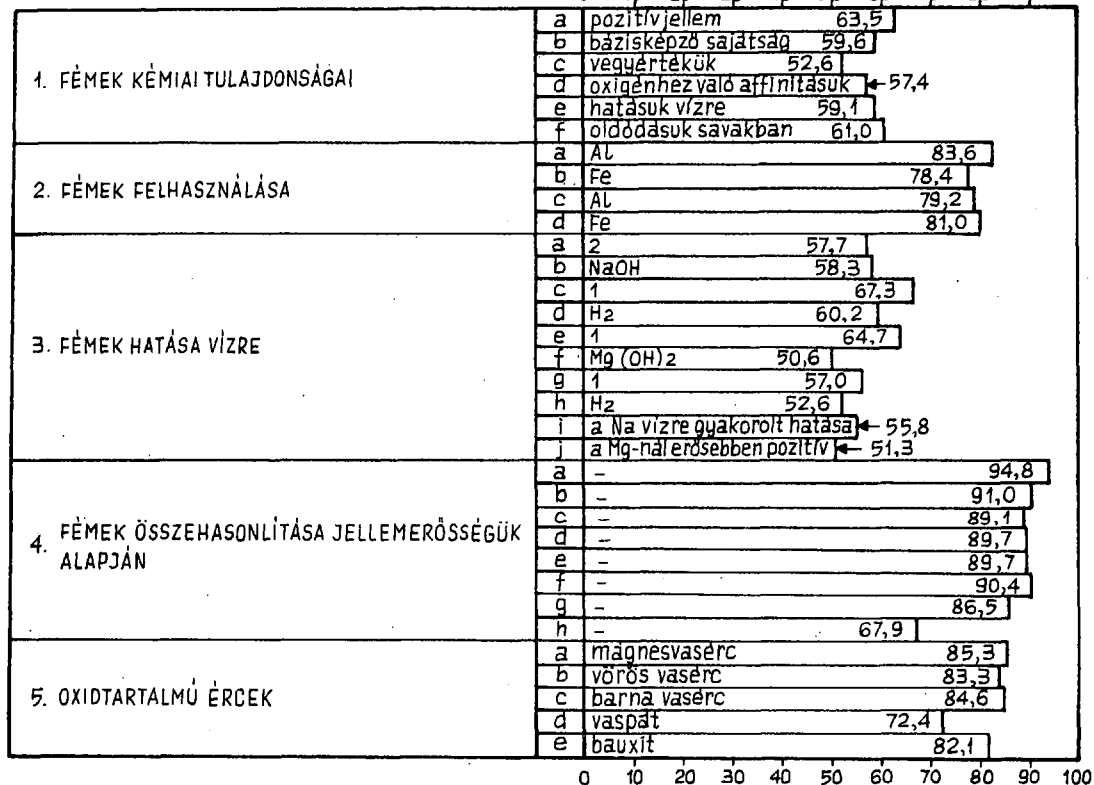 1. FÉMEK KÉMIAI TULAJDONSÁGAI
a pozitív jellem 63,5
b bázisképző sajátság 59,6
c vegyértékük 52,6
d oxigénhez való affinitásuk 57,4
e hatásuk vízre 59,1
f oldódásuk savakban 61,0
2. FÉMEK FELHASZNÁLÁSA
a Al 83,6
b Fe 78,4
c Al 79,2
d Fe 81,0
3. FÉMEK HATÁSA VÍZRE
a 2 57,7
b NaOH 58,3
c 1 67,3
d H2 60,2
e 1 64,7
f Mg(OH)2 50,6
g 1 57,0
h H2 52,6
i a Na vízre gyakorolt hatása 55,8
j a Mg-nál erősebben pozitív 51,3
4. FÉMEK ÖSSZEHASONLÍTÁSA JELLEMERŐSSÉGÜK
ALAPJÁN
a – 94,8
b – 91,0
c – 89,1
d – 89,7
e – 89,7
f – 90,4
g – 86,5
h – 67,9
5. OXIDTARTALMÚ ÉRCEK
a mágnesvasérc 85,3
b vörös vasérc 83,3
c barna vasérc 84,6
d vaspát 72,4
e bauxit 82,1
0 10 20 30 40 50 60 70 80 90 100